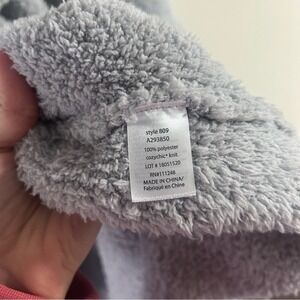 style 809
A293850
100% polyester
cozychic® knit
LOT # 18051520
RN#111246
MADE IN CHINA/
Fabriqué en Chine